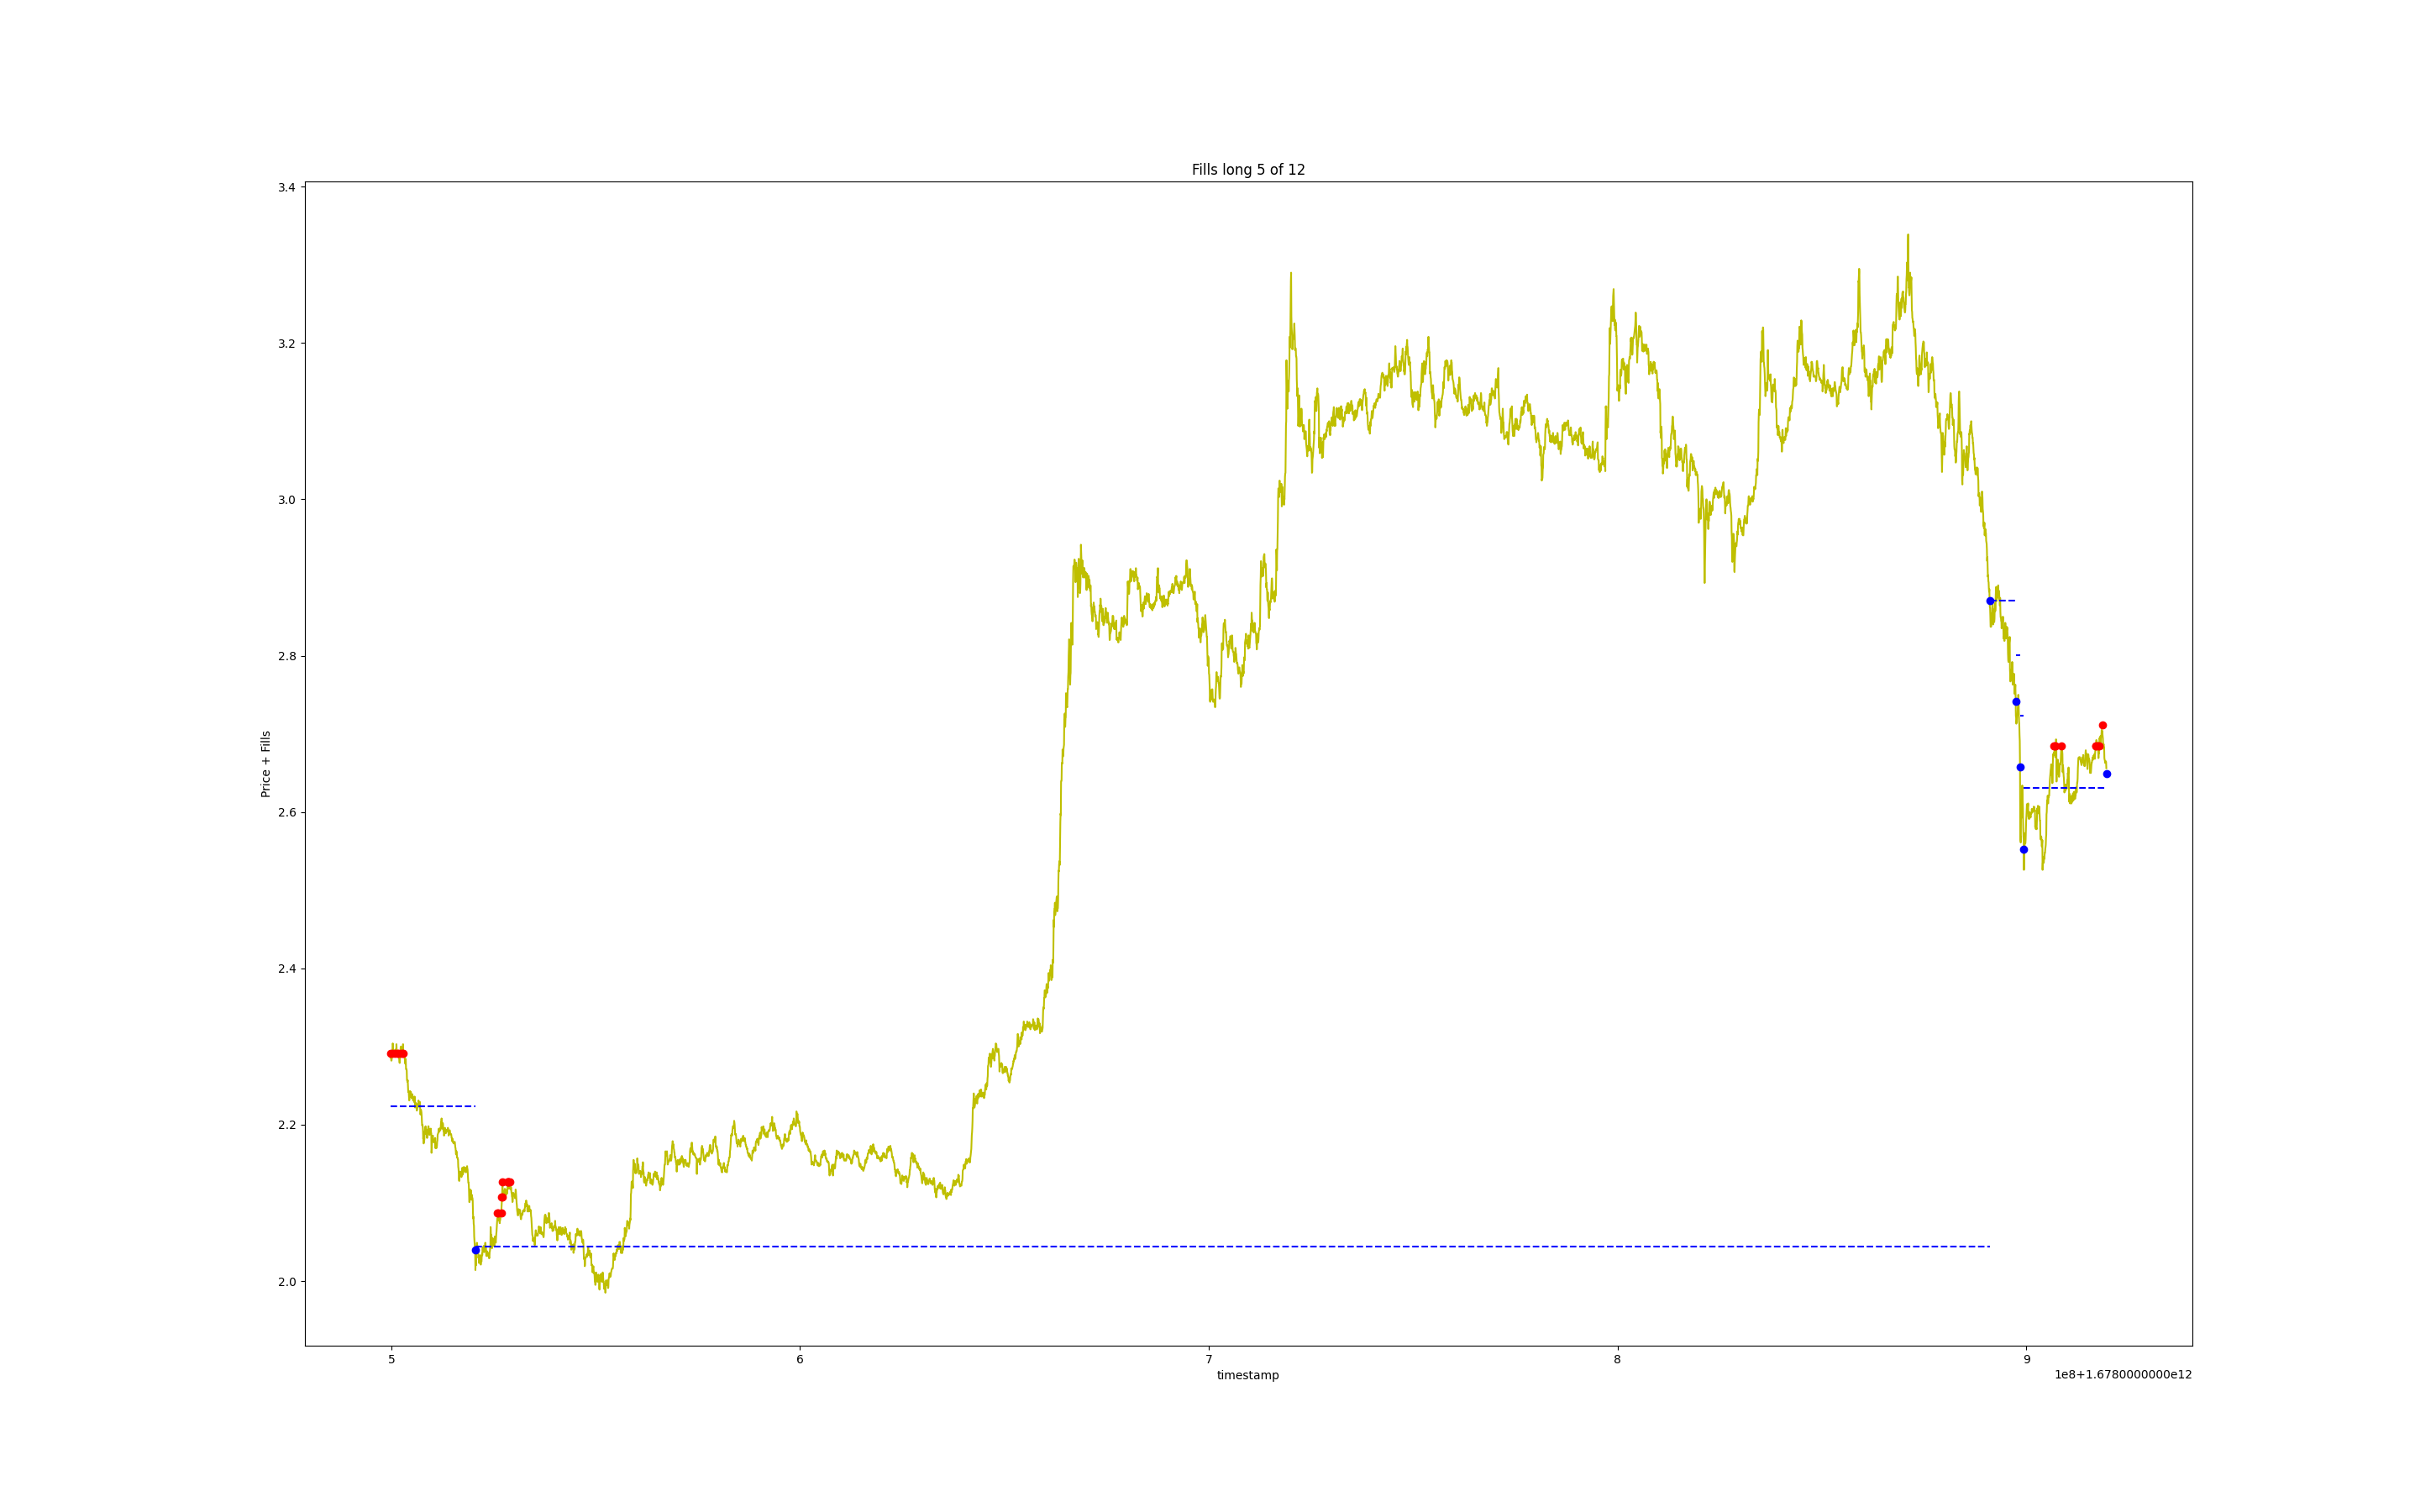 Fills long 5 of 12
Price + Fills
3.4
3.2
3.0
2.8
2.6
2.4
2.2
2.0
5 6 7 8 9
timestamp
1e8+1.6780000000e12